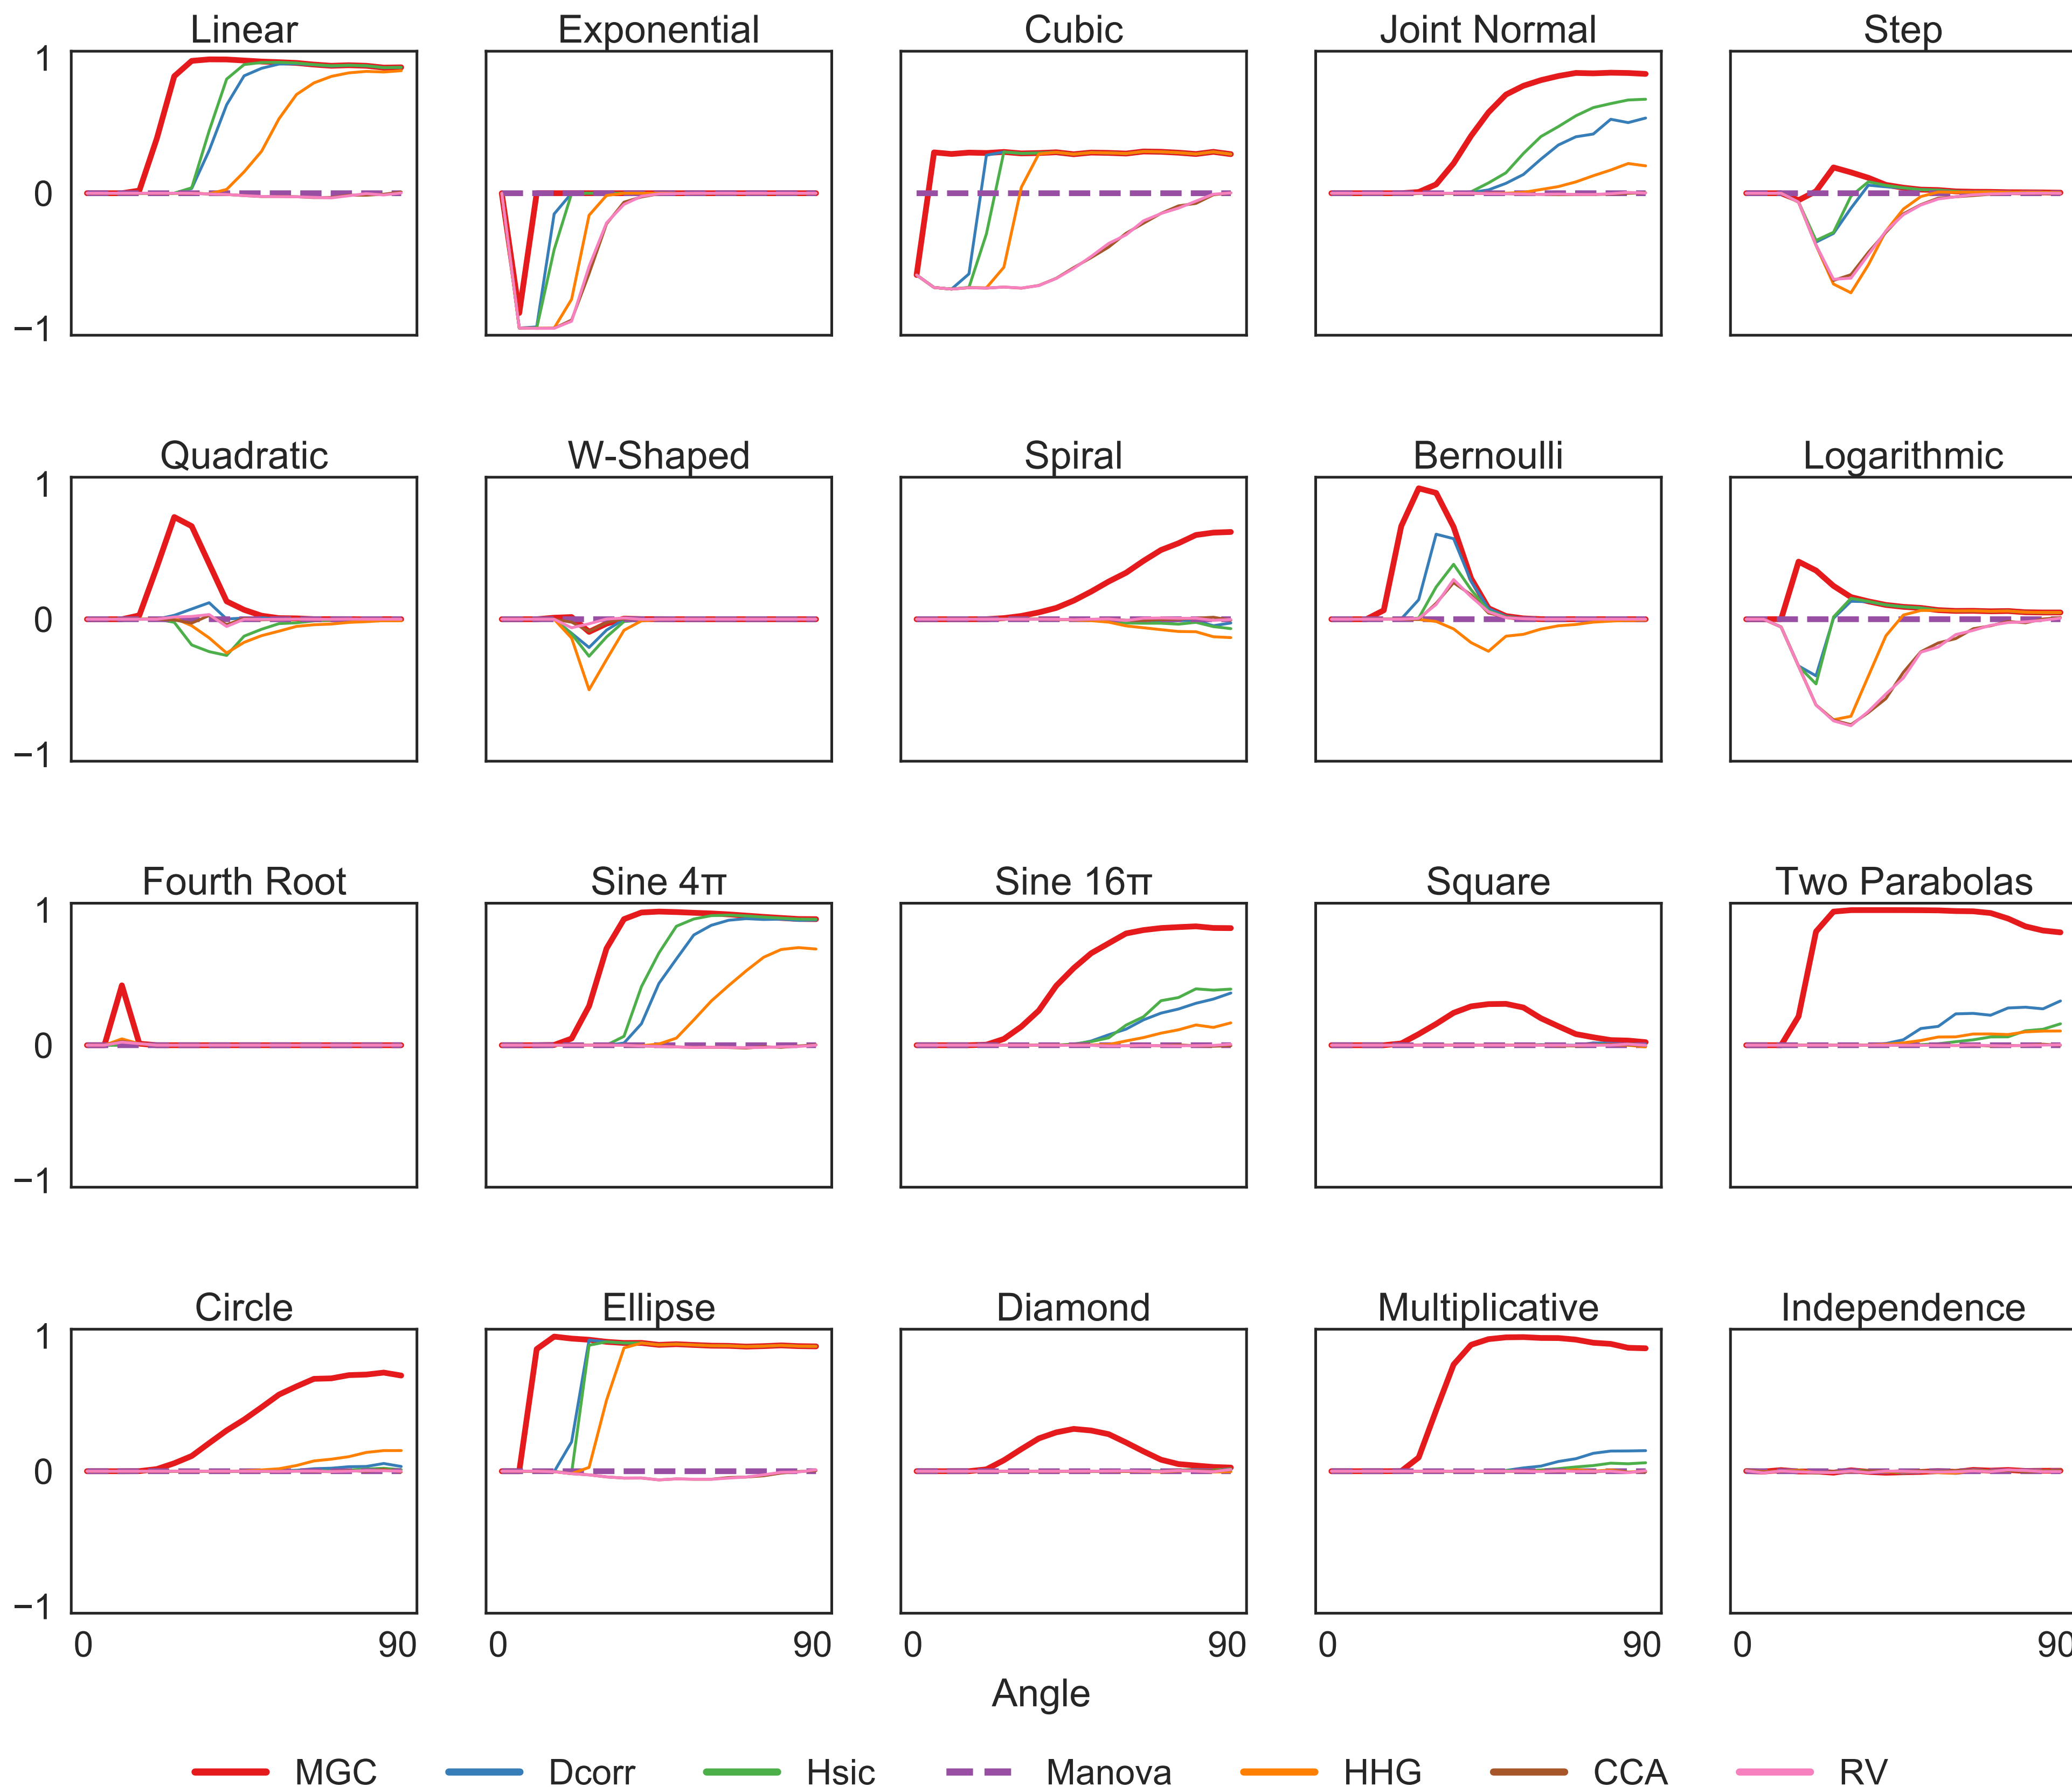 Linear Exponential Cubic Joint Normal Step
1
0
−1
Quadratic W-Shaped Spiral Bernoulli Logarithmic
1
0
−1
Fourth Root Sine 4π Sine 16π Square Two Parabolas
1
0
−1
Circle Ellipse Diamond Multiplicative Independence
1
0
−1
0 90 0 90 0 90 0 90 0 90
Angle
MGC Dcorr Hsic Manova HHG CCA RV